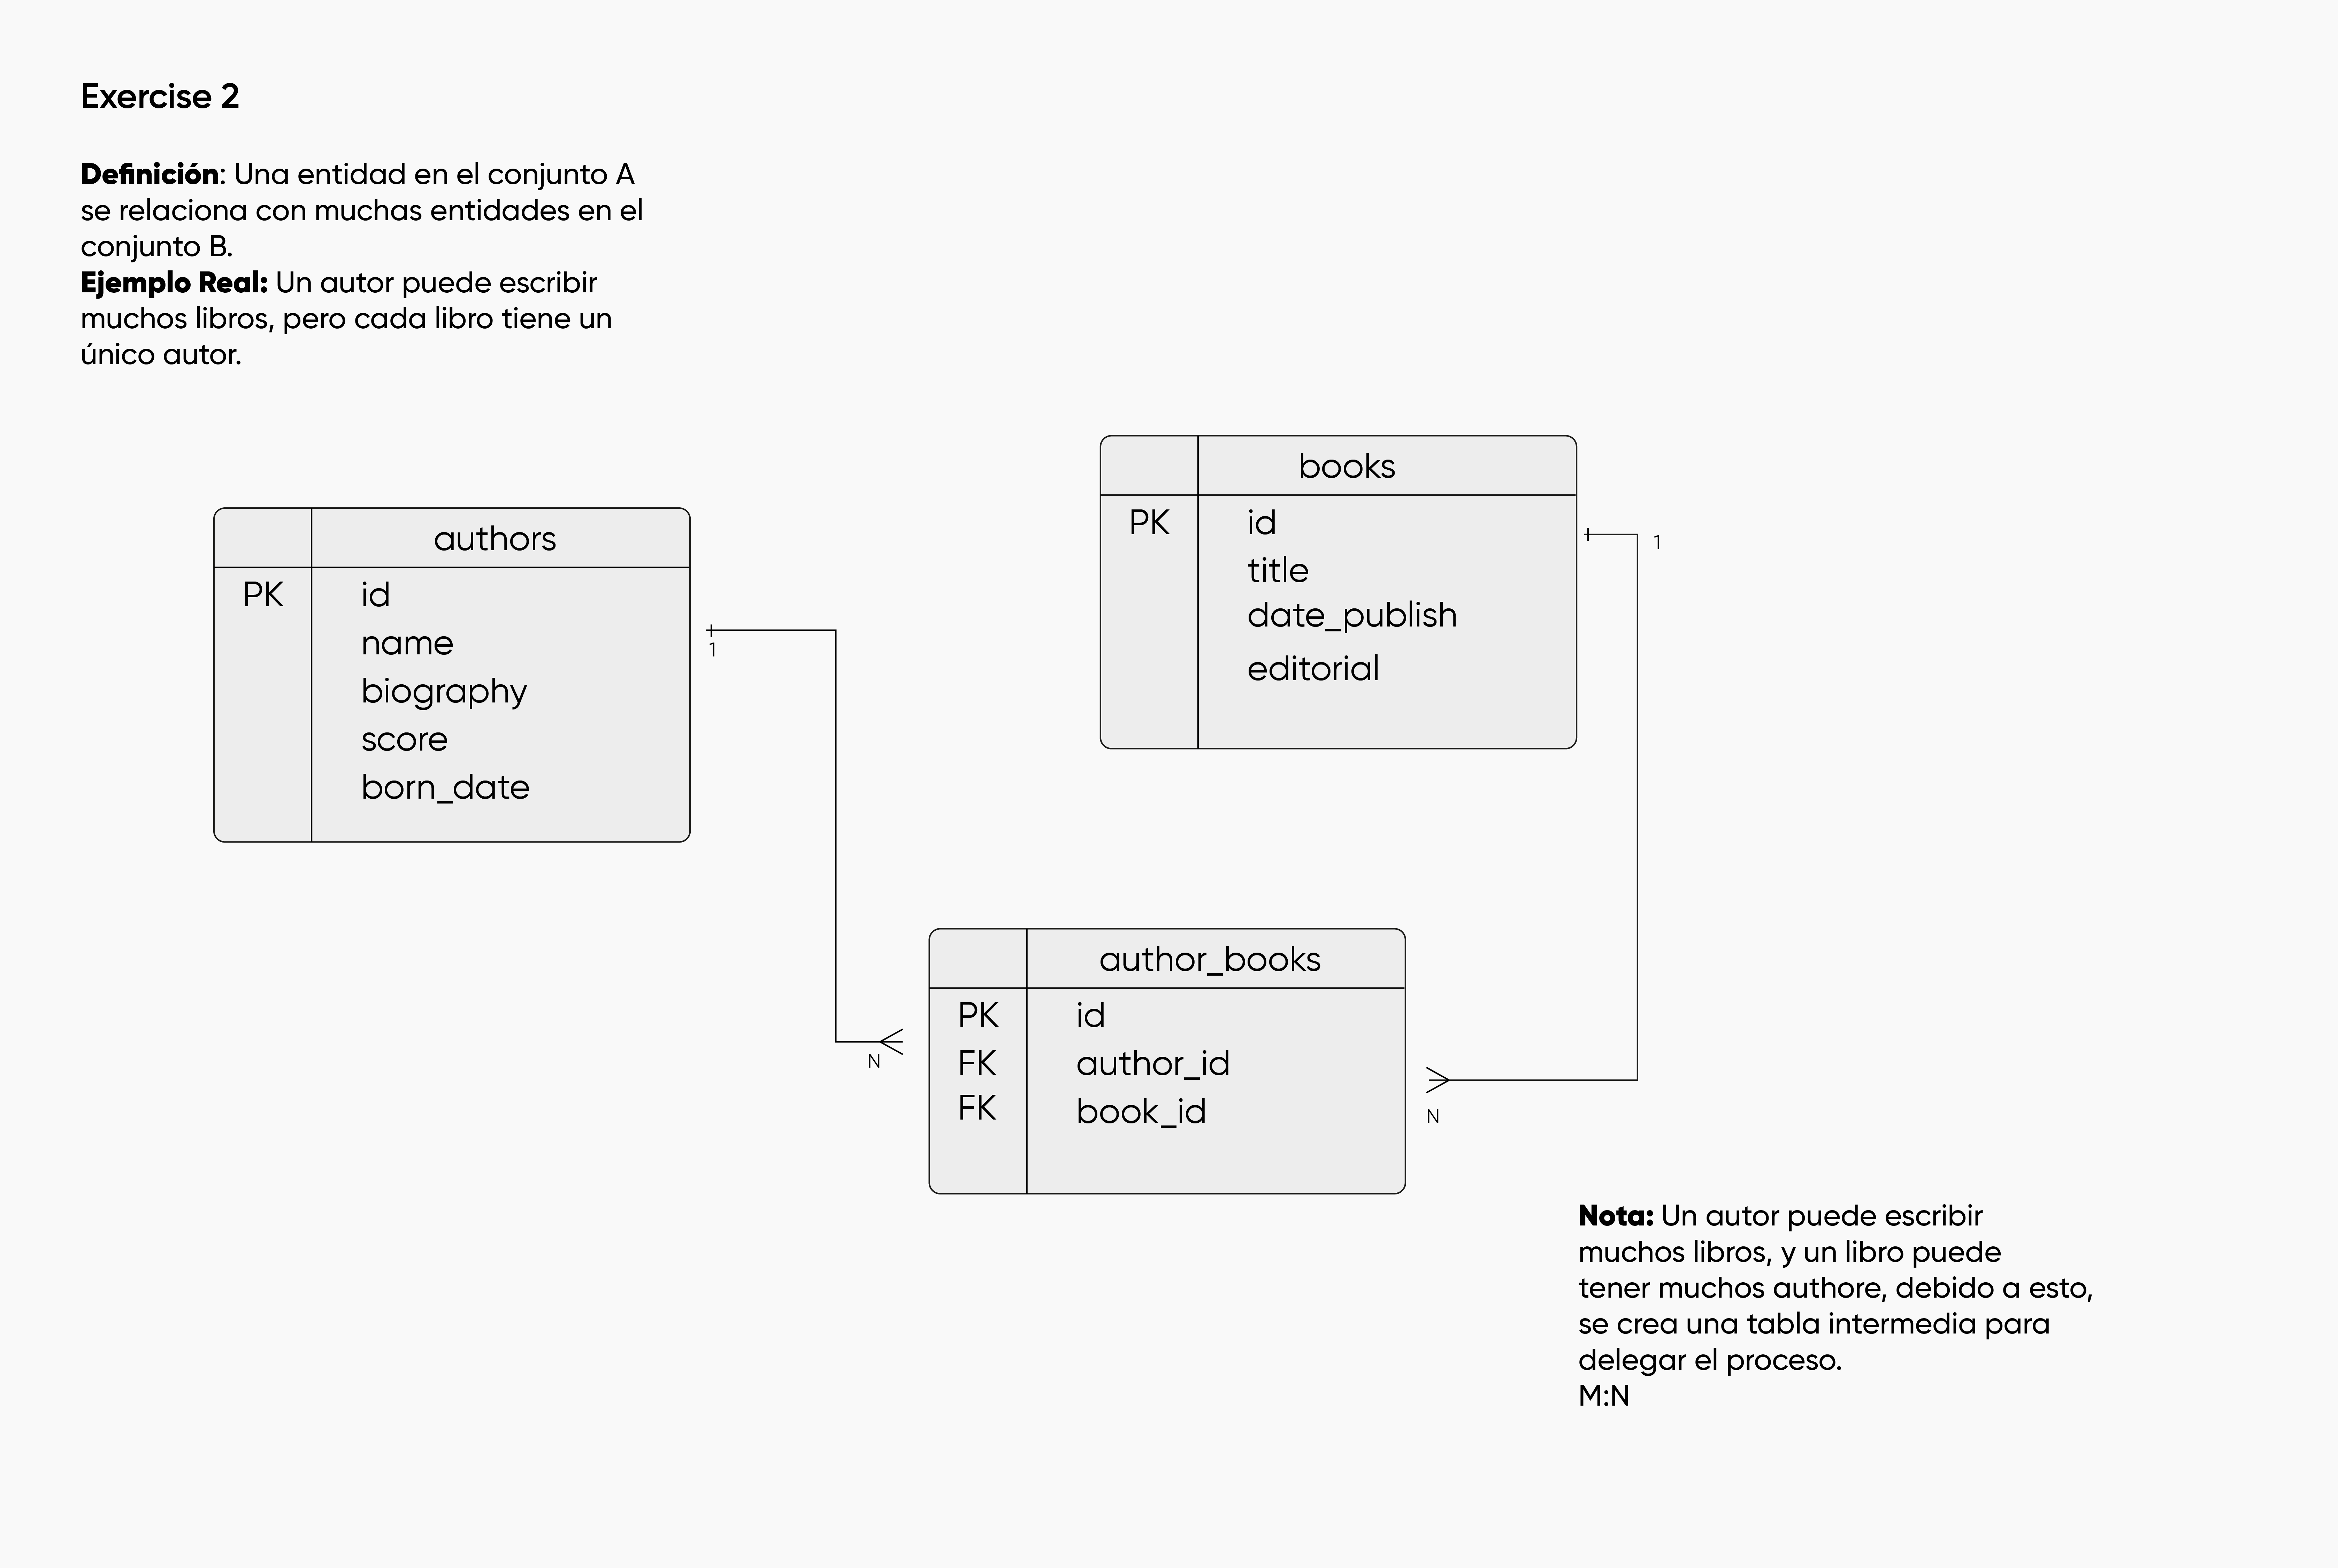 Exercise 2
Definición: Una entidad en el conjunto A
se relaciona con muchas entidades en el
conjunto B.
Ejemplo Real: Un autor puede escribir
muchos libros, pero cada libro tiene un
único autor.
authors
PK id
name
biography
score
born_date
1
N
books
PK id
title
date_publish
editorial
1
N
author_books
PK id
FK author_id
FK book_id
Nota: Un autor puede escribir
muchos libros, y un libro puede
tener muchos authore, debido a esto,
se crea una tabla intermedia para
delegar el proceso.
M:N